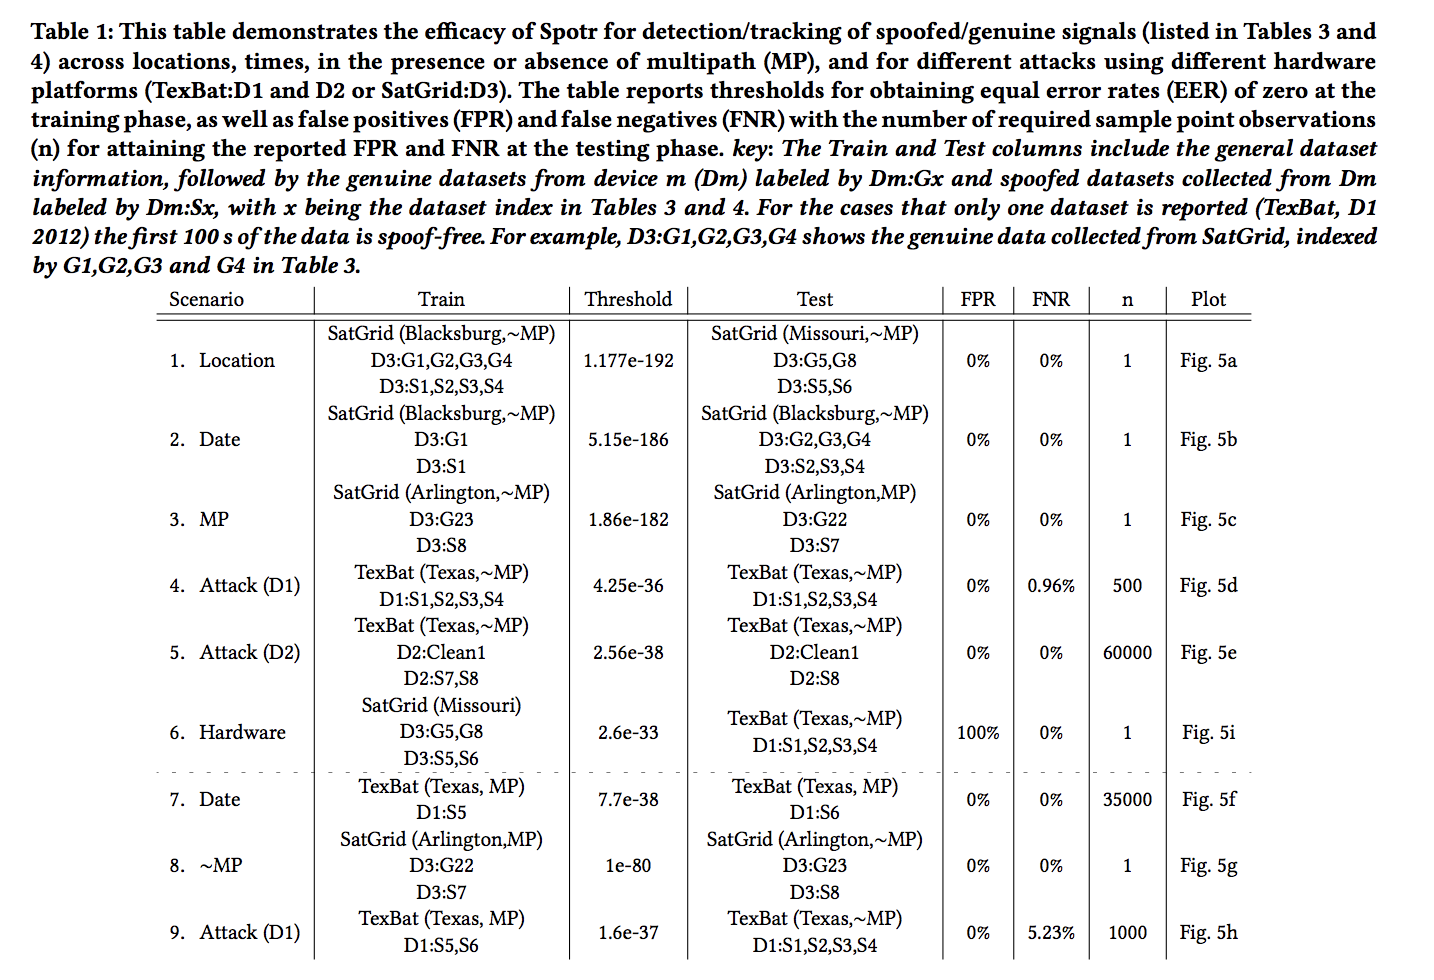 Table 1: This table demonstrates the efficacy of Spotr for detection/tracking of spoofed/genuine signals (listed in Tables 3 and
4) across locations, times, in the presence or absence of multipath (MP), and for different attacks using different hardware
platforms (TexBat:D1 and D2 or SatGrid:D3). The table reports thresholds for obtaining equal error rates (EER) of zero at the
training phase, as well as false positives (FPR) and false negatives (FNR) with the number of required sample point observations
(n) for attaining the reported FPR and FNR at the testing phase. key: The Train and Test columns include the general dataset
information, followed by the genuine datasets from device m (Dm) labeled by Dm:Gx and spoofed datasets collected from Dm
labeled by Dm:Sx, with x being the dataset index in Tables 3 and 4. For the cases that only one dataset is reported (TexBat, D1
2012) the first 100 s of the data is spoof-free. For example, D3:G1,G2,G3,G4 shows the genuine data collected from SatGrid, indexed
by G1,G2,G3 and G4 in Table 3.
Scenario Train Threshold Test FPR FNR n Plot
SatGrid (Blacksburg,~MP) SatGrid (Missouri,~MP)
1. Location D3:G1,G2,G3,G4 1.177e-192 D3:G5,G8 0% 0% 1 Fig. 5a
D3:S1,S2,S3,S4 D3:S5,S6
SatGrid (Blacksburg,~MP) SatGrid (Blacksburg,~MP)
2. Date D3:G1 5.15e-186 D3:G2,G3,G4 0% 0% 1 Fig. 5b
D3:S1 D3:S2,S3,S4
SatGrid (Arlington,~MP) SatGrid (Arlington,MP)
3. MP D3:G23 1.86e-182 D3:G22 0% 0% 1 Fig. 5c
D3:S8 D3:S7
TexBat (Texas,~MP) TexBat (Texas,~MP)
4. Attack (D1) 4.25e-36 0% 0.96% 500 Fig. 5d
D1:S1,S2,S3,S4 D1:S1,S2,S3,S4
TexBat (Texas,~MP) TexBat (Texas,~MP)
5. Attack (D2) D2:Clean1 2.56e-38 D2:Clean1 0% 0% 60000 Fig. 5e
D2:S7,S8 D2:S8
SatGrid (Missouri) TexBat (Texas,~MP)
6. Hardware D3:G5,G8 2.6e-33 100% 0% 1 Fig. 5i
D3:S5,S6 D1:S1,S2,S3,S4
TexBat (Texas, MP) TexBat (Texas, MP)
7. Date 7.7e-38 0% 0% 35000 Fig. 5f
D1:S5 D1:S6
SatGrid (Arlington,MP) SatGrid (Arlington,~MP)
8. ~MP D3:G22 1e-80 D3:G23 0% 0% 1 Fig. 5g
D3:S7 D3:S8
TexBat (Texas, MP) TexBat (Texas,~MP)
9. Attack (D1) 1.6e-37 0% 5.23% 1000 Fig. 5h
D1:S5,S6 D1:S1,S2,S3,S4